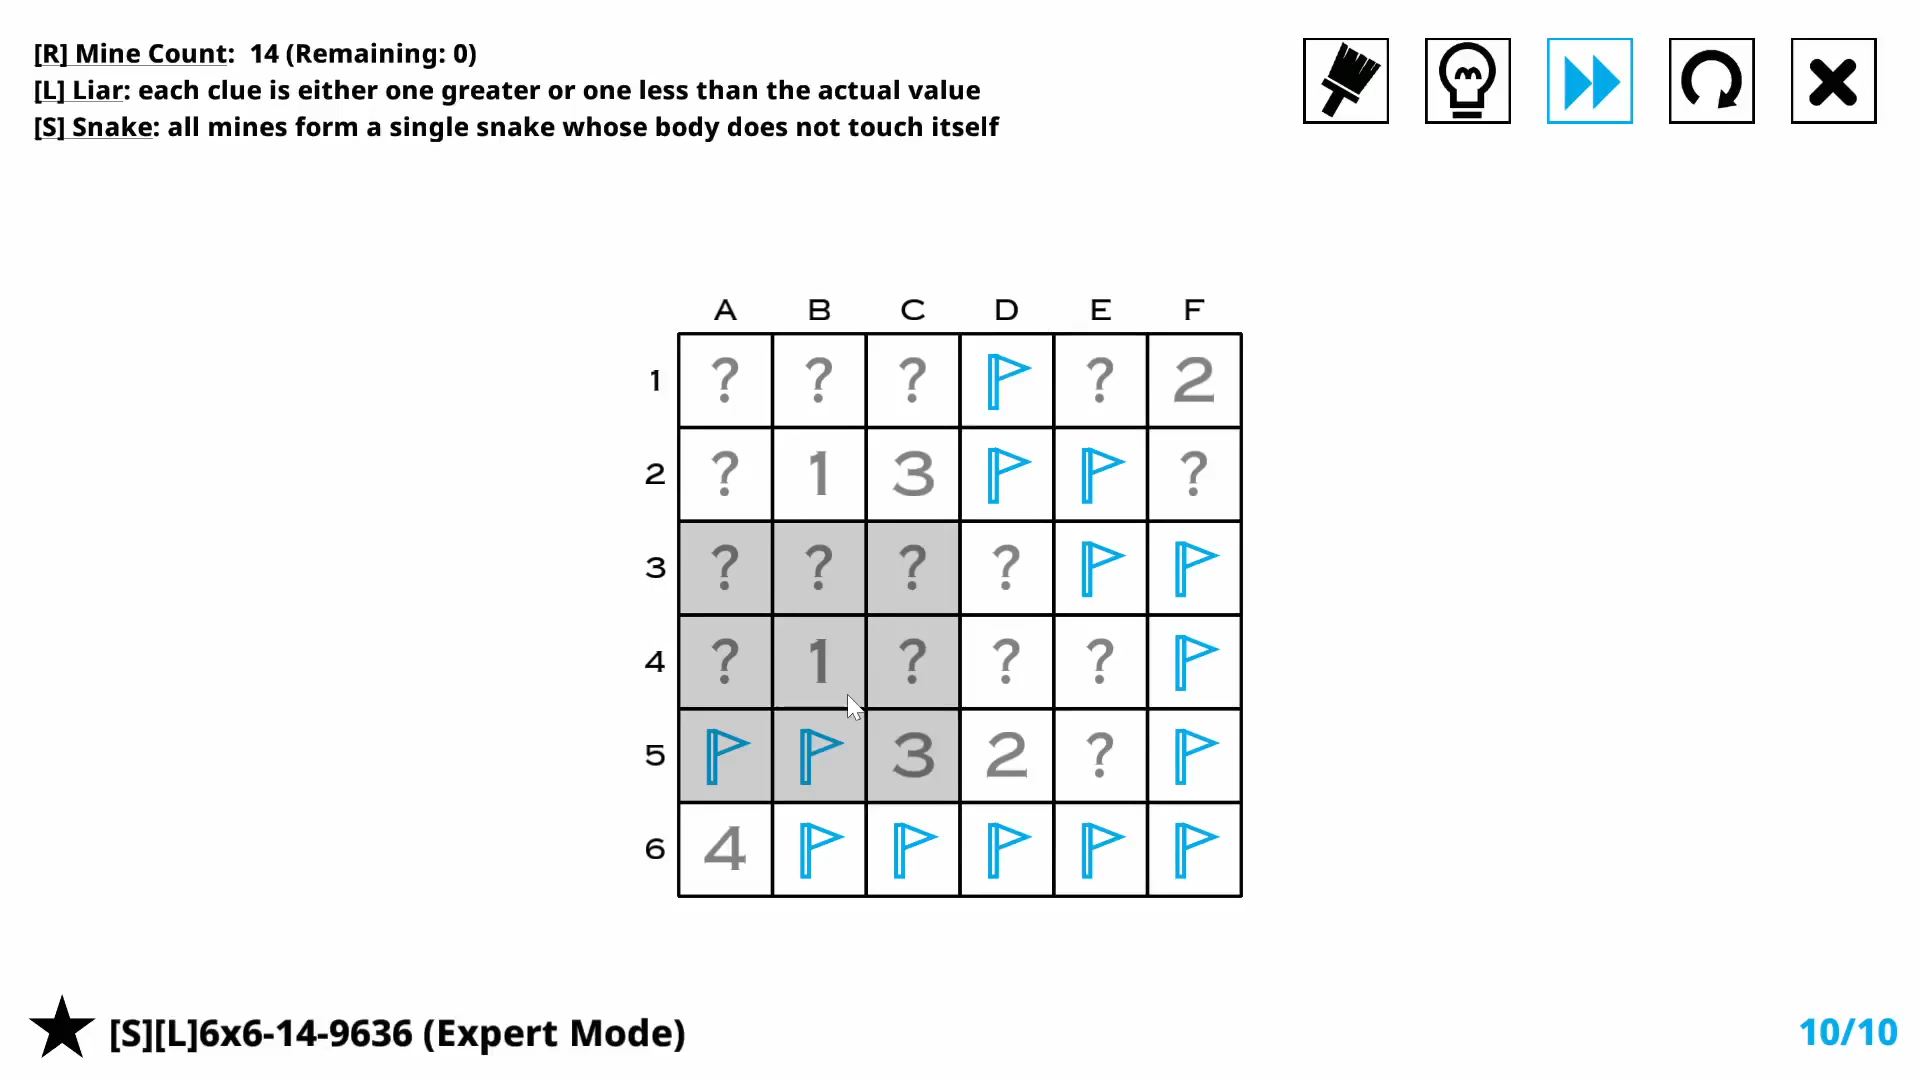 [R] Mine Count: 14 (Remaining: 0)
[L] Liar: each clue is either one greater or one less than the actual value
[S] Snake: all mines form a single snake whose body does not touch itself
A B C D E F
1 ? ? ? ? 2
2 ? 1 3 ?
3 ? ? ? ?
4 ? 1 ? ? ?
5 3 2 ?
6 4
[S][L]6x6-14-9636 (Expert Mode)
10/10